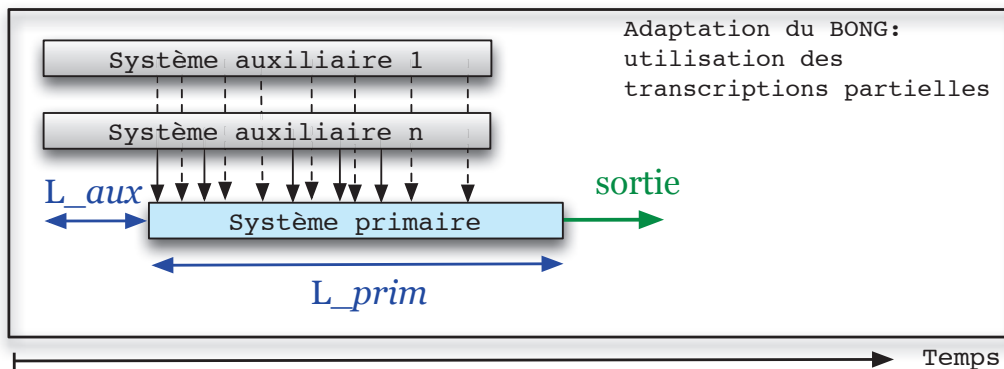 Système auxiliaire 1
Adaptation du BONG:
utilisation des
transcriptions partielles
Système auxiliaire n
L_aux
sortie
Système primaire
L_prim
Temps